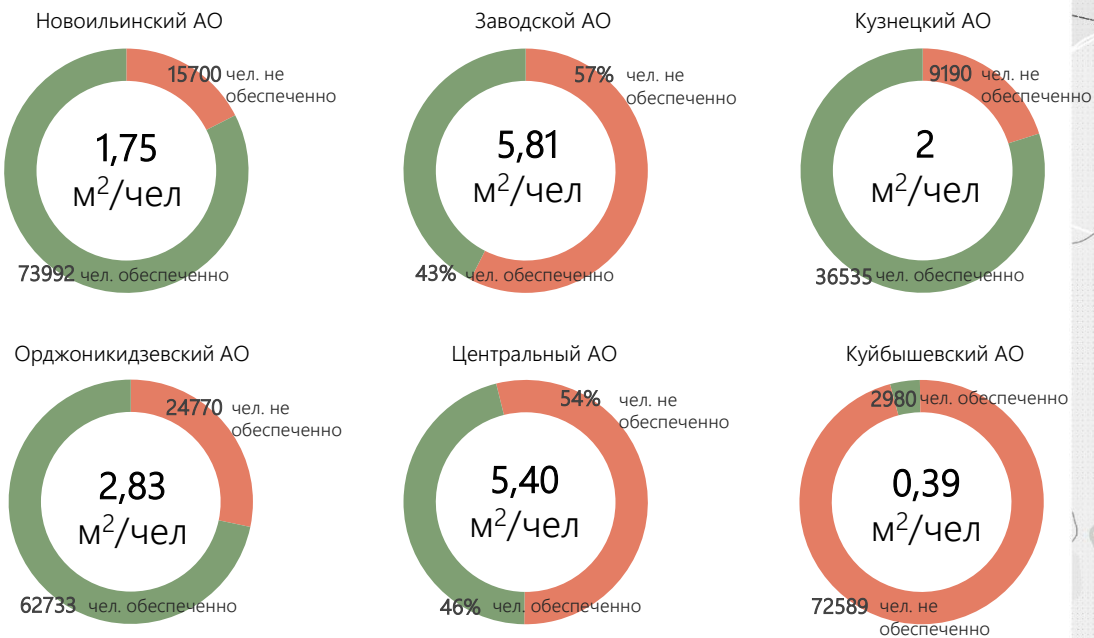 Новоильинский АО
15700 чел. не
обеспеченно
1,75
м²/чел
73992 чел. обеспеченно
Заводской АО
57% чел. не
обеспеченно
5,81
м²/чел
43% чел. обеспеченно
Кузнецкий АО
9190 чел. не
обеспеченно
2
м²/чел
36535 чел. обеспеченно
Орджоникидзевский АО
24770 чел. не
обеспеченно
2,83
м²/чел
62733 чел. обеспеченно
Центральный АО
54% чел. не
обеспеченно
5,40
м²/чел
46% чел. обеспеченно
Куйбышевский АО
2980 чел. обеспеченно
0,39
м²/чел
72589 чел. не
обеспеченно